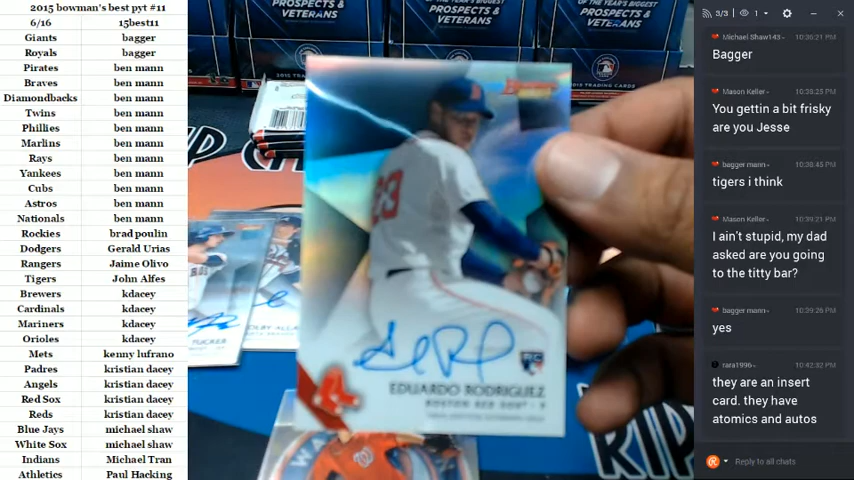 2015 bowman's best pyt #11
6/16 15best11
Giants bagger
Royals bagger
Pirates ben mann
Braves ben mann
Diamondbacks ben mann
Twins ben mann
Phillies ben mann
Marlins ben mann
Rays ben mann
Yankees ben mann
Cubs ben mann
Astros ben mann
Nationals ben mann
Rockies brad poulin
Dodgers Gerald Urias
Rangers Jaime Olivo
Tigers John Alfes
Brewers kdacey
Cardinals kdacey
Mariners kdacey
Orioles kdacey
Mets kenny lufrano
Padres kristian dacey
Angels kristian dacey
Red Sox kristian dacey
Reds kristian dacey
Blue Jays michael shaw
White Sox michael shaw
Indians Michael Tran
Athletics Paul Hacking
PROSPECTS &
VETERANS
PROSPECTS &
VETERANS
23
EDUARDO RODRIGUEZ
BOSTON RED SOX
RC
TUCKER
RIP
3/3 1
Michael Shaw143 10:36:21 PM
Bagger
Mason Keller 10:38:25 PM
You gettin a bit frisky
are you Jesse
bagger mann 10:38:45 PM
tigers i think
Mason Keller 10:39:21 PM
I ain't stupid, my dad
asked are you going
to the titty bar?
bagger mann 10:39:26 PM
yes
rara1996 10:42:32 PM
they are an insert
card. they have
atomics and autos
Reply to all chats